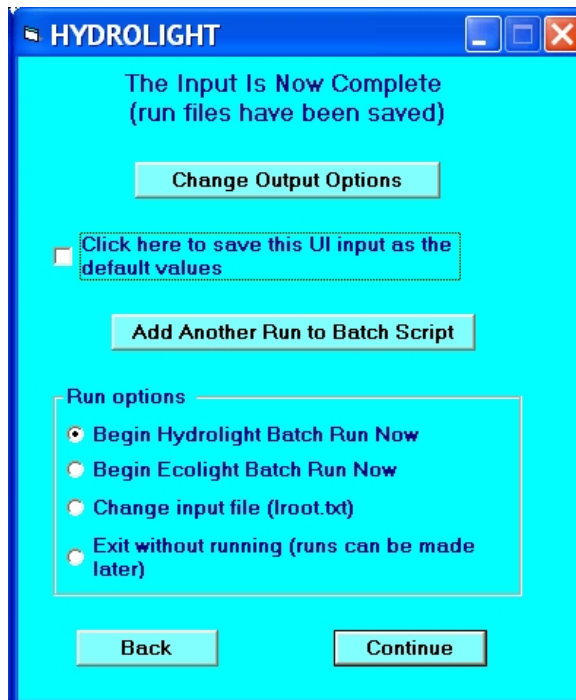 HYDROLIGHT
The Input Is Now Complete
(run files have been saved)
Change Output Options
Click here to save this UI input as the
default values
Add Another Run to Batch Script
Run options
Begin Hydrolight Batch Run Now
Begin Ecolight Batch Run Now
Change input file (Iroot.txt)
Exit without running (runs can be made
later)
Back
Continue